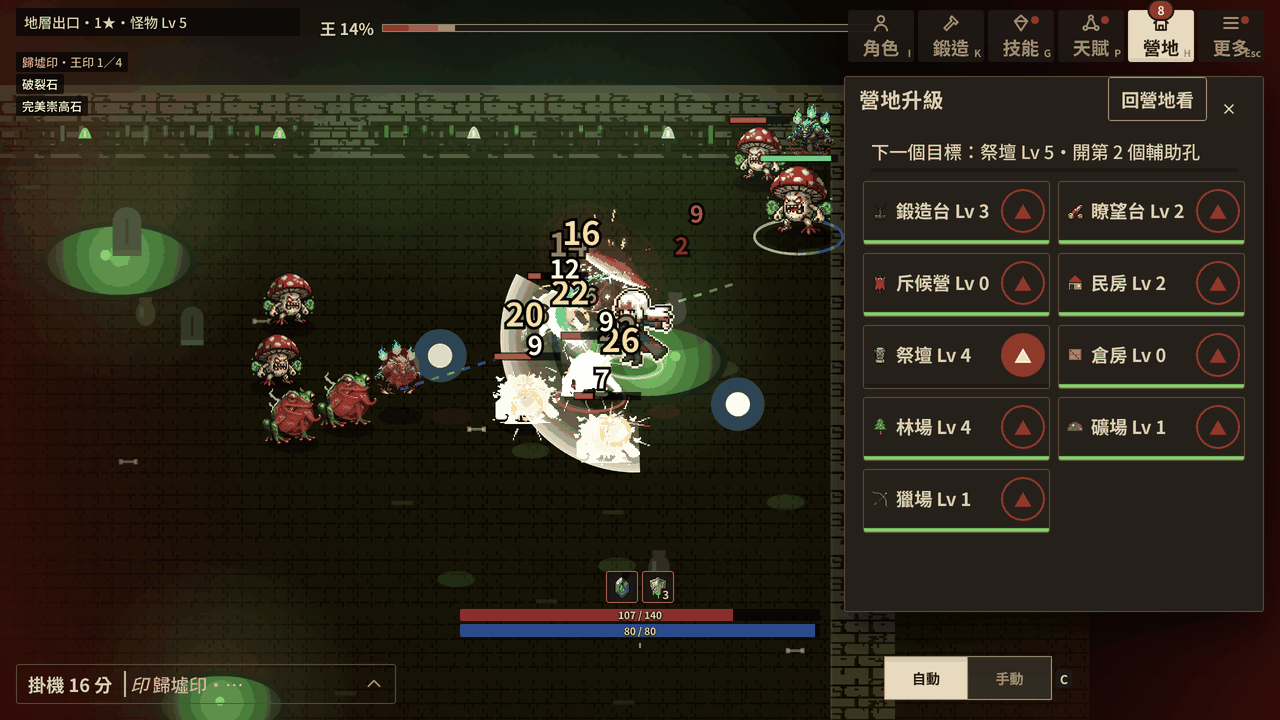 地層出口・1★・怪物 Lv 5
王 14%
歸墟印・王印 1／4
破裂石
完美崇高石
角色 I
鍛造 K
技能 G
天賦 P
8
營地 H
更多 Esc
營地升級
回營地看
×
下一個目標：祭壇 Lv 5・開第 2 個輔助孔
鍛造台 Lv 3
瞭望台 Lv 2
斥候營 Lv 0
民房 Lv 2
祭壇 Lv 4
倉房 Lv 0
林場 Lv 4
礦場 Lv 1
獵場 Lv 1
9
2
16
12
22
20
9
9
26
7
3
107 / 140
80 / 80
掛機 16 分
印 歸墟印・…
自動
手動
C